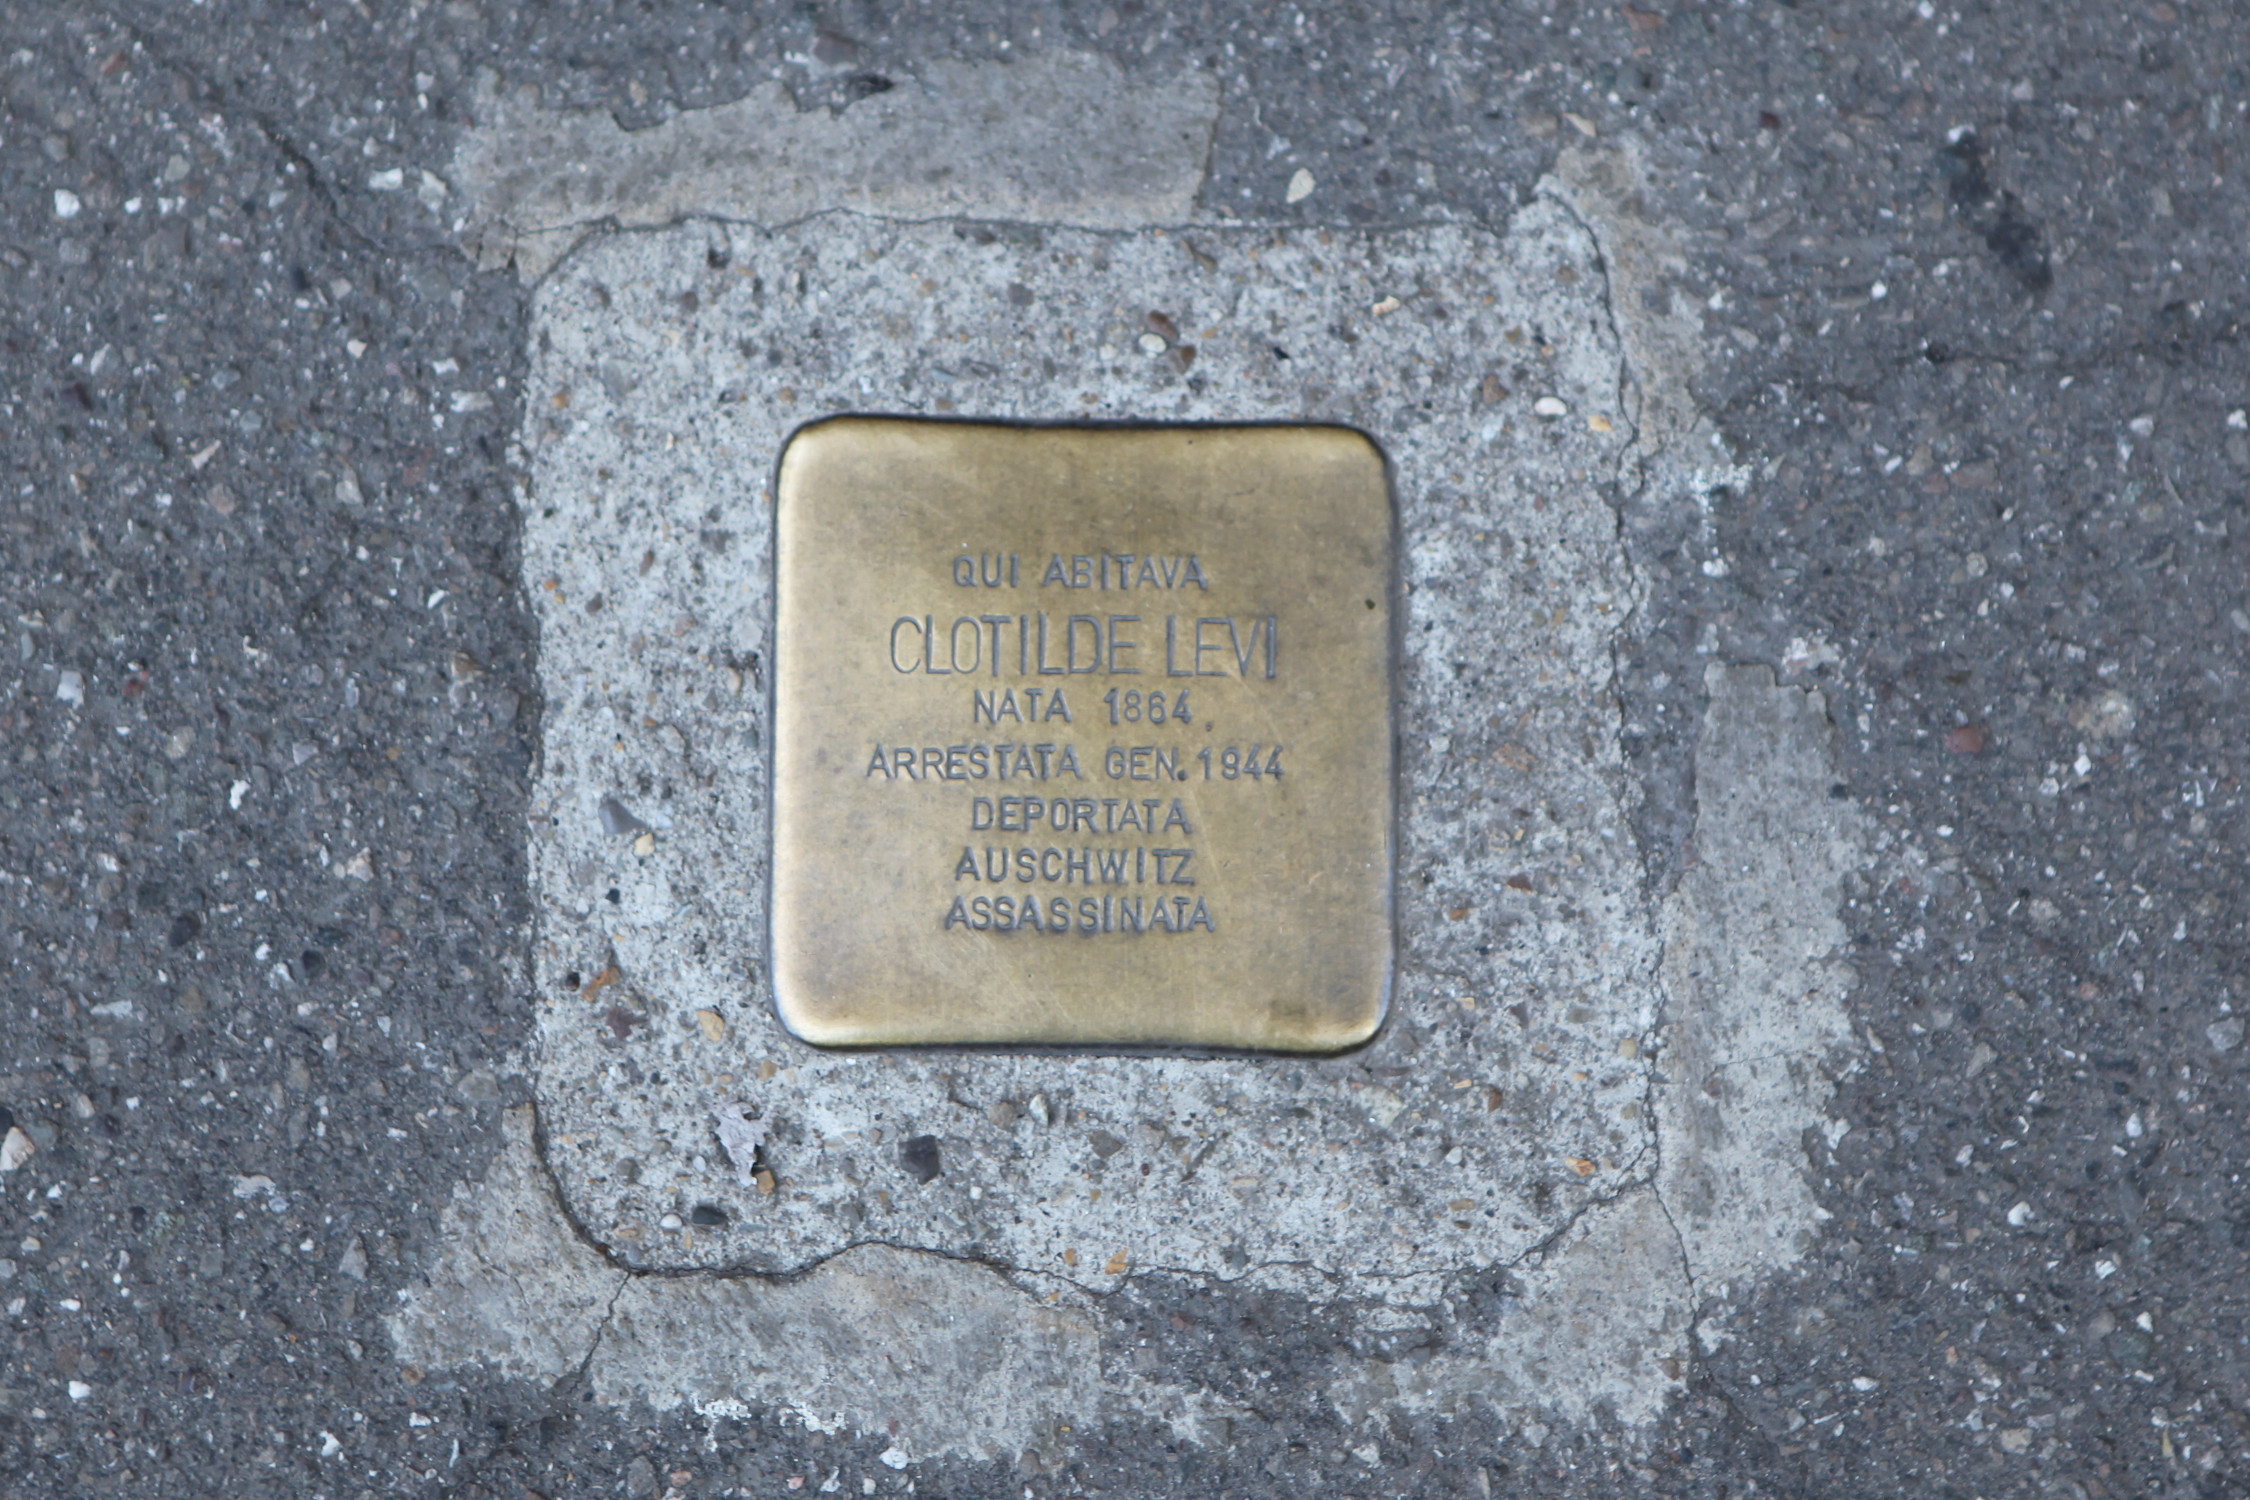 QUI ABITAVA
CLOTILDE LEVI
NATA 1864
ARRESTATA GEN. 1944
DEPORTATA
AUSCHWITZ
ASSASSINATA